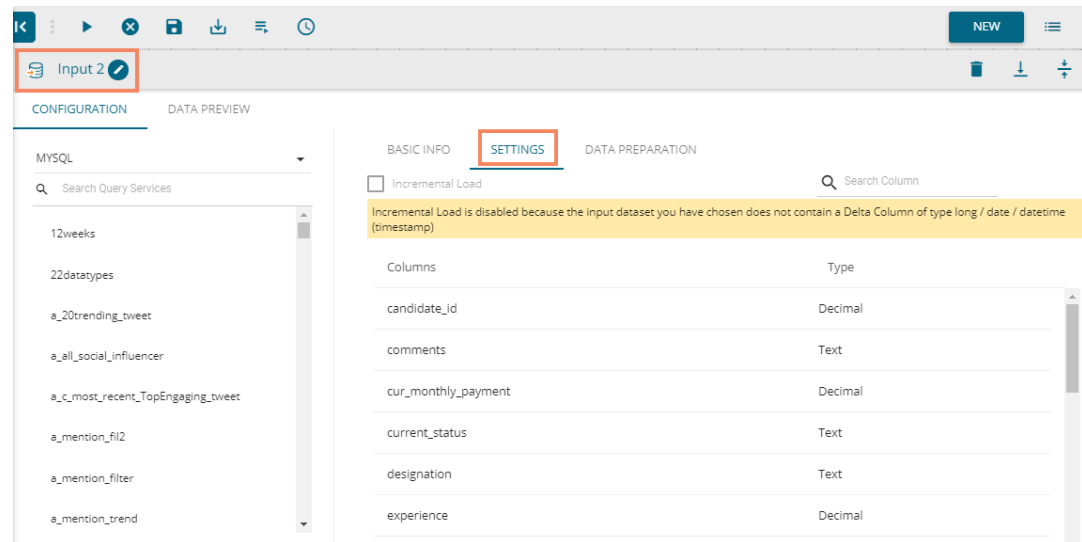 NEW
Input 2
CONFIGURATION DATA PREVIEW
MYSQL
Search Query Services
12weeks
22datatypes
a_20trending_tweet
a_all_social_influencer
a_c_most_recent_TopEngaging_tweet
a_mention_fil2
a_mention_filter
a_mention_trend
BASIC INFO SETTINGS DATA PREPARATION
Incremental Load Search Column
Incremental Load is disabled because the input dataset you have chosen does not contain a Delta Column of type long / date / datetime
(timestamp)
Columns Type
candidate_id Decimal
comments Text
cur_monthly_payment Decimal
current_status Text
designation Text
experience Decimal